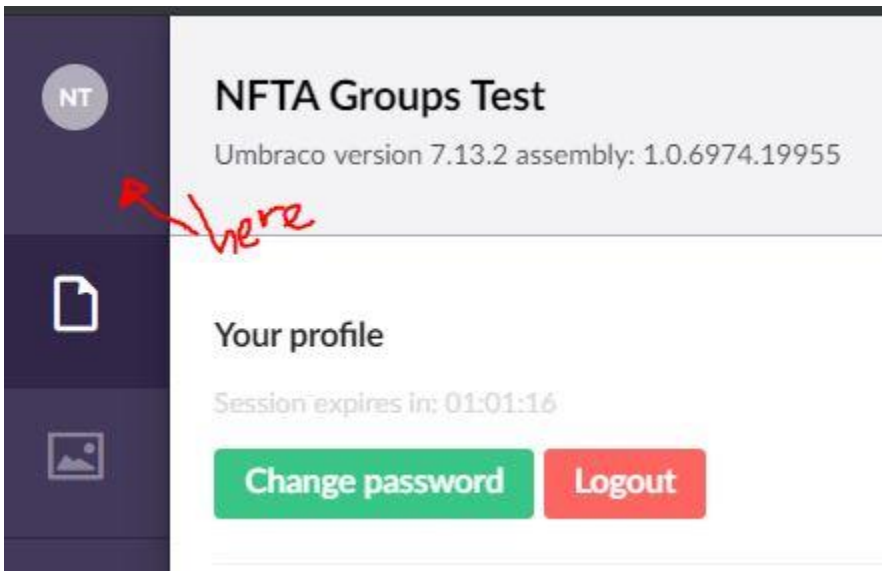 NT
NFTA Groups Test
Umbraco version 7.13.2 assembly: 1.0.6974.19955
here
Your profile
Session expires in: 01:01:16
Change password
Logout